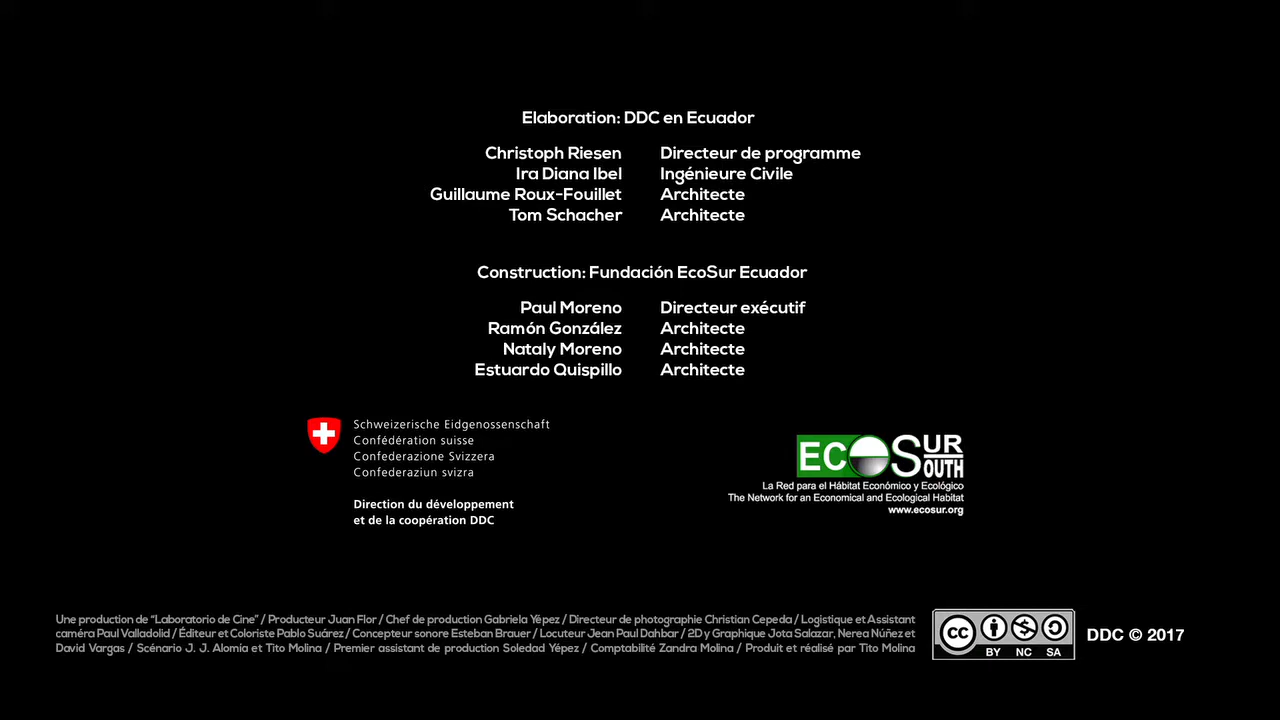 Elaboration: DDC en Ecuador
Christoph Riesen Directeur de programme
Ira Diana Ibel Ingénieure Civile
Guillaume Roux-Fouillet Architecte
Tom Schacher Architecte
Construction: Fundación EcoSur Ecuador
Paul Moreno Directeur exécutif
Ramón González Architecte
Nataly Moreno Architecte
Estuardo Quispillo Architecte
Schweizerische Eidgenossenschaft
Confédération suisse
Confederazione Svizzera
Confederaziun svizra
Direction du développement
et de la coopération DDC
ECOSUR
SOUTH
La Red para el Hábitat Económico y Ecológico
The Network for an Economical and Ecological Habitat
www.ecosur.org
Une production de “Laboratorio de Cine” / Producteur Juan Flor / Chef de production Gabriela Yépez / Directeur de photographie Christian Cepeda / Logistique et Assistant
caméra Paul Valladolid / Éditeur et Coloriste Pablo Suárez / Concepteur sonore Esteban Brauer / Locuteur Jean Paul Dahbar / 2D y Graphique Jota Salazar, Nerea Núñez et
David Vargas / Scénario J. J. Alomia et Tito Molina / Premier assistant de production Soledad Yépez / Comptabilité Zandra Molina / Produit et réalisé par Tito Molina
cc BY NC SA
DDC © 2017